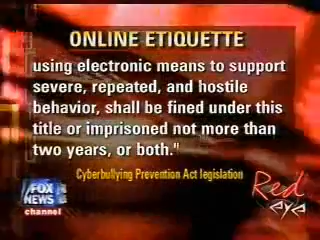 ONLINE ETIQUETTE
using electronic means to support
severe, repeated, and hostile
behavior, shall be fined under this
title or imprisoned not more than
two years, or both."
Cyberbullying Prevention Act legislation
FOX
NEWS
channel
Red
eye